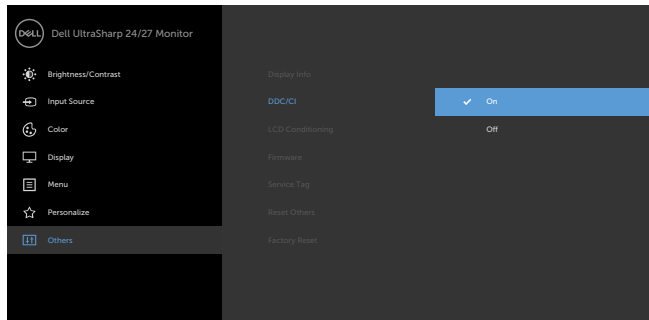 DELL
Dell UltraSharp 24/27 Monitor
Brightness/Contrast
Input Source
Color
Display
Menu
Personalize
Others
Display Info
DDC/CI
LCD Conditioning
Firmware
Service Tag
Reset Others
Factory Reset
On
Off